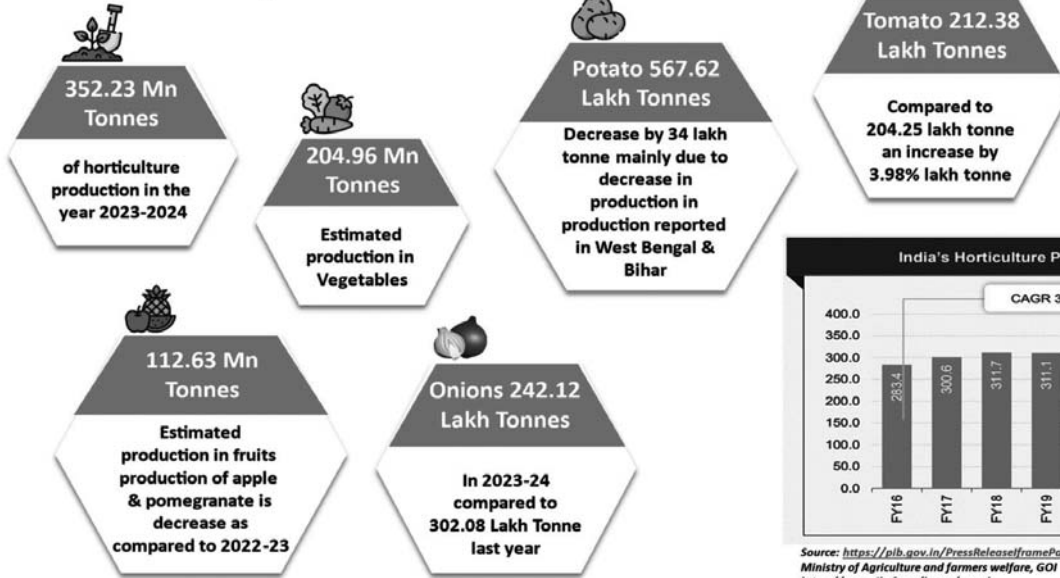 352.23 Mn
Tonnes
of horticulture
production in the
year 2023-2024
204.96 Mn
Tonnes
Estimated
production in
Vegetables
Potato 567.62
Lakh Tonnes
Decrease by 34 lakh
tonne mainly due to
decrease in
production in
production reported
in West Bengal &
Bihar
Tomato 212.38
Lakh Tonnes
Compared to
204.25 lakh tonne
an increase by
3.98% lakh tonne
112.63 Mn
Tonnes
Estimated
production in fruits
production of apple
& pomegranate is
decrease as
compared to 2022-23
Onions 242.12
Lakh Tonnes
In 2023-24
compared to
302.08 Lakh Tonne
last year
India's Horticulture P
CAGR 3
400.0
350.0
300.0
250.0
200.0
150.0
100.0
50.0
0.0
283.4
300.6
311.7
311.1
FY16
FY17
FY18
FY19
Source: https://pib.gov.in/PressReleaseIframePa
Ministry of Agriculture and farmers welfare, GOI